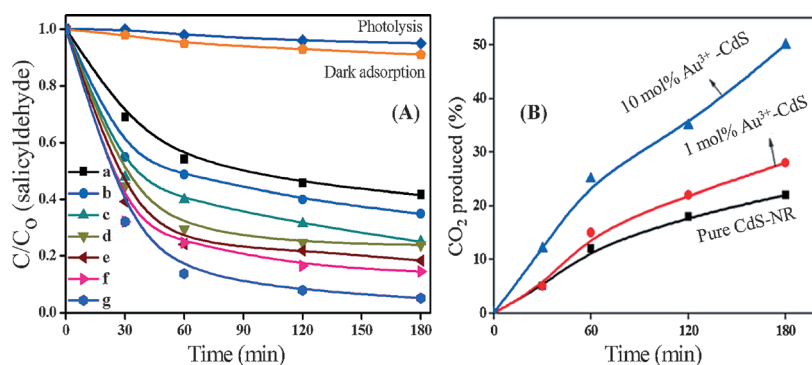 Photolysis
Dark adsorption
(A)
a
b
c
d
e
f
g
C/C₀ (salicyldehyde)
1.0
0.8
0.6
0.4
0.2
0.0
0 30 60 90 120 150 180
Time (min)
(B)
10 mol% Au³⁺ -CdS
1 mol% Au³⁺-CdS
Pure CdS-NR
CO₂ produced (%)
50
40
30
20
10
0
0 60 120 180
Time (min)